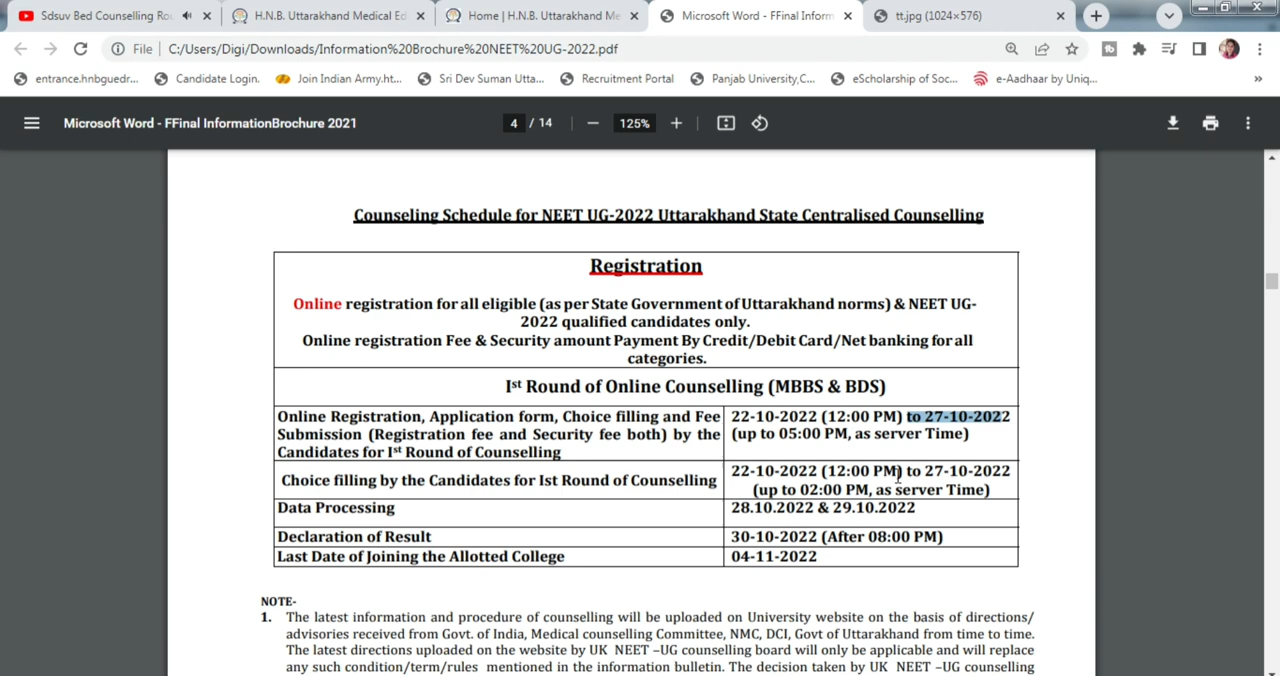 Sdsuv Bed Counselling Rou
H.N.B. Uttarakhand Medical Ed
Home | H.N.B. Uttarakhand Me
Microsoft Word - FFinal Inform
tt.jpg (1024×576)
File | C:/Users/Digi/Downloads/Information%20Brochure%20NEET%20UG-2022.pdf
entrance.hnbguedr... Candidate Login. Join Indian Army.ht... Sri Dev Suman Utta... Recruitment Portal Panjab University,C... eScholarship of Soc... e-Aadhaar by Uniq... »
Microsoft Word - FFinal InformationBrochure 2021 4 / 14 125%
Counseling Schedule for NEET UG-2022 Uttarakhand State Centralised Counselling
Registration
Online registration for all eligible (as per State Government of Uttarakhand norms) & NEET UG-
2022 qualified candidates only.
Online registration Fee & Security amount Payment By Credit/Debit Card/Net banking for all
categories.
Ist Round of Online Counselling (MBBS & BDS)
Online Registration, Application form, Choice filling and Fee
Submission (Registration fee and Security fee both) by the
Candidates for Ist Round of Counselling
22-10-2022 (12:00 PM) to 27-10-2022
(up to 05:00 PM, as server Time)
Choice filling by the Candidates for Ist Round of Counselling
22-10-2022 (12:00 PM) to 27-10-2022
(up to 02:00 PM, as server Time)
Data Processing 28.10.2022 & 29.10.2022
Declaration of Result 30-10-2022 (After 08:00 PM)
Last Date of Joining the Allotted College 04-11-2022
NOTE-
1. The latest information and procedure of counselling will be uploaded on University website on the basis of directions/
advisories received from Govt. of India, Medical counselling Committee, NMC, DCI, Govt of Uttarakhand from time to time.
The latest directions uploaded on the website by UK NEET –UG counselling board will only be applicable and will replace
any such condition/term/rules mentioned in the information bulletin. The decision taken by UK NEET –UG counselling